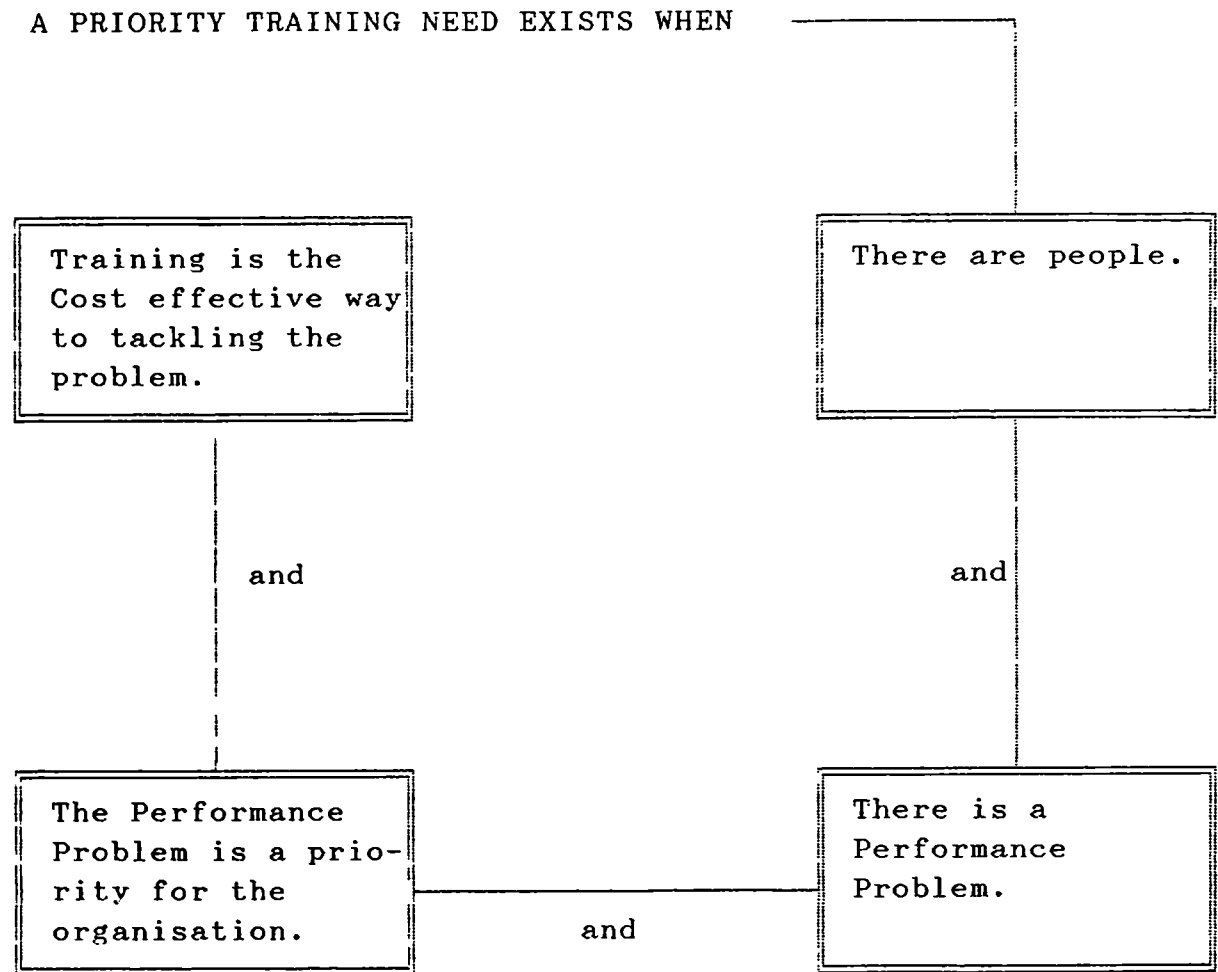 A PRIORITY TRAINING NEED EXISTS WHEN
There are people.
and
There is a
Performance
Problem.
and
The Performance
Problem is a prio-
rity for the
organisation.
and
Training is the
Cost effective way
to tackling the
problem.